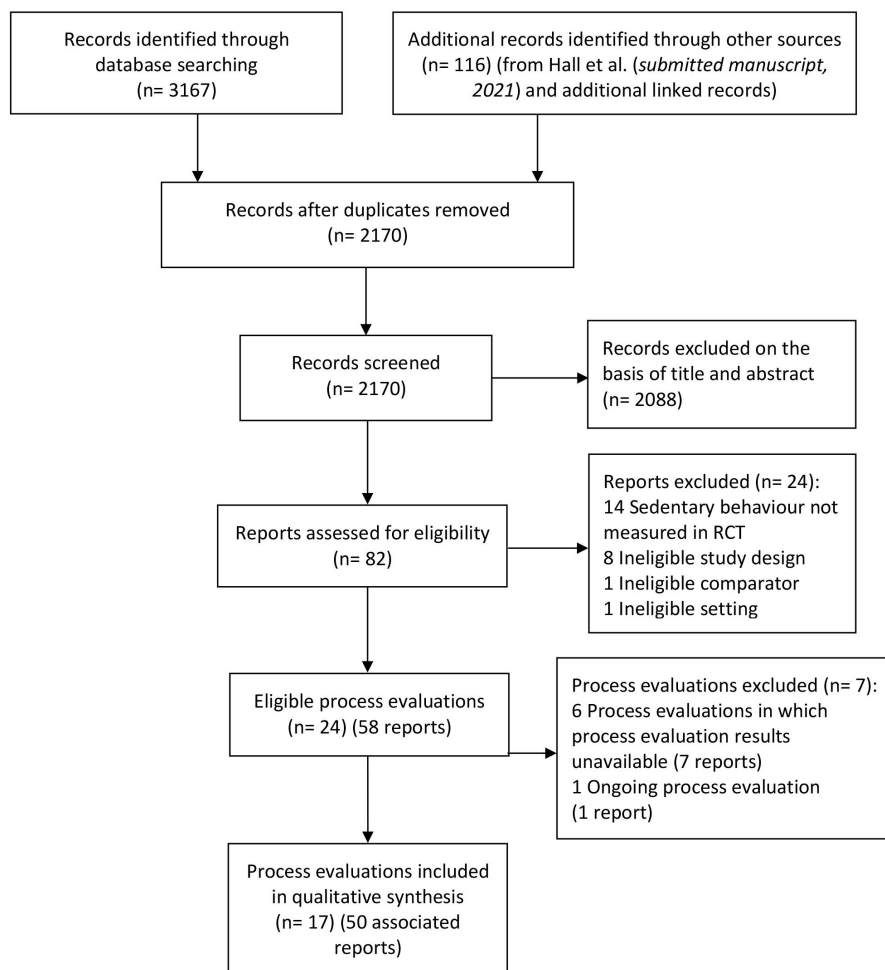 Records identified through
database searching
(n= 3167)
Additional records identified through other sources
(n= 116) (from Hall et al. (submitted manuscript,
2021) and additional linked records)
Records after duplicates removed
(n= 2170)
Records screened
(n= 2170)
Records excluded on the
basis of title and abstract
(n= 2088)
Reports assessed for eligibility
(n= 82)
Reports excluded (n= 24):
14 Sedentary behaviour not
measured in RCT
8 Ineligible study design
1 Ineligible comparator
1 Ineligible setting
Eligible process evaluations
(n= 24) (58 reports)
Process evaluations excluded (n= 7):
6 Process evaluations in which
process evaluation results
unavailable (7 reports)
1 Ongoing process evaluation
(1 report)
Process evaluations included
in qualitative synthesis
(n= 17) (50 associated
reports)